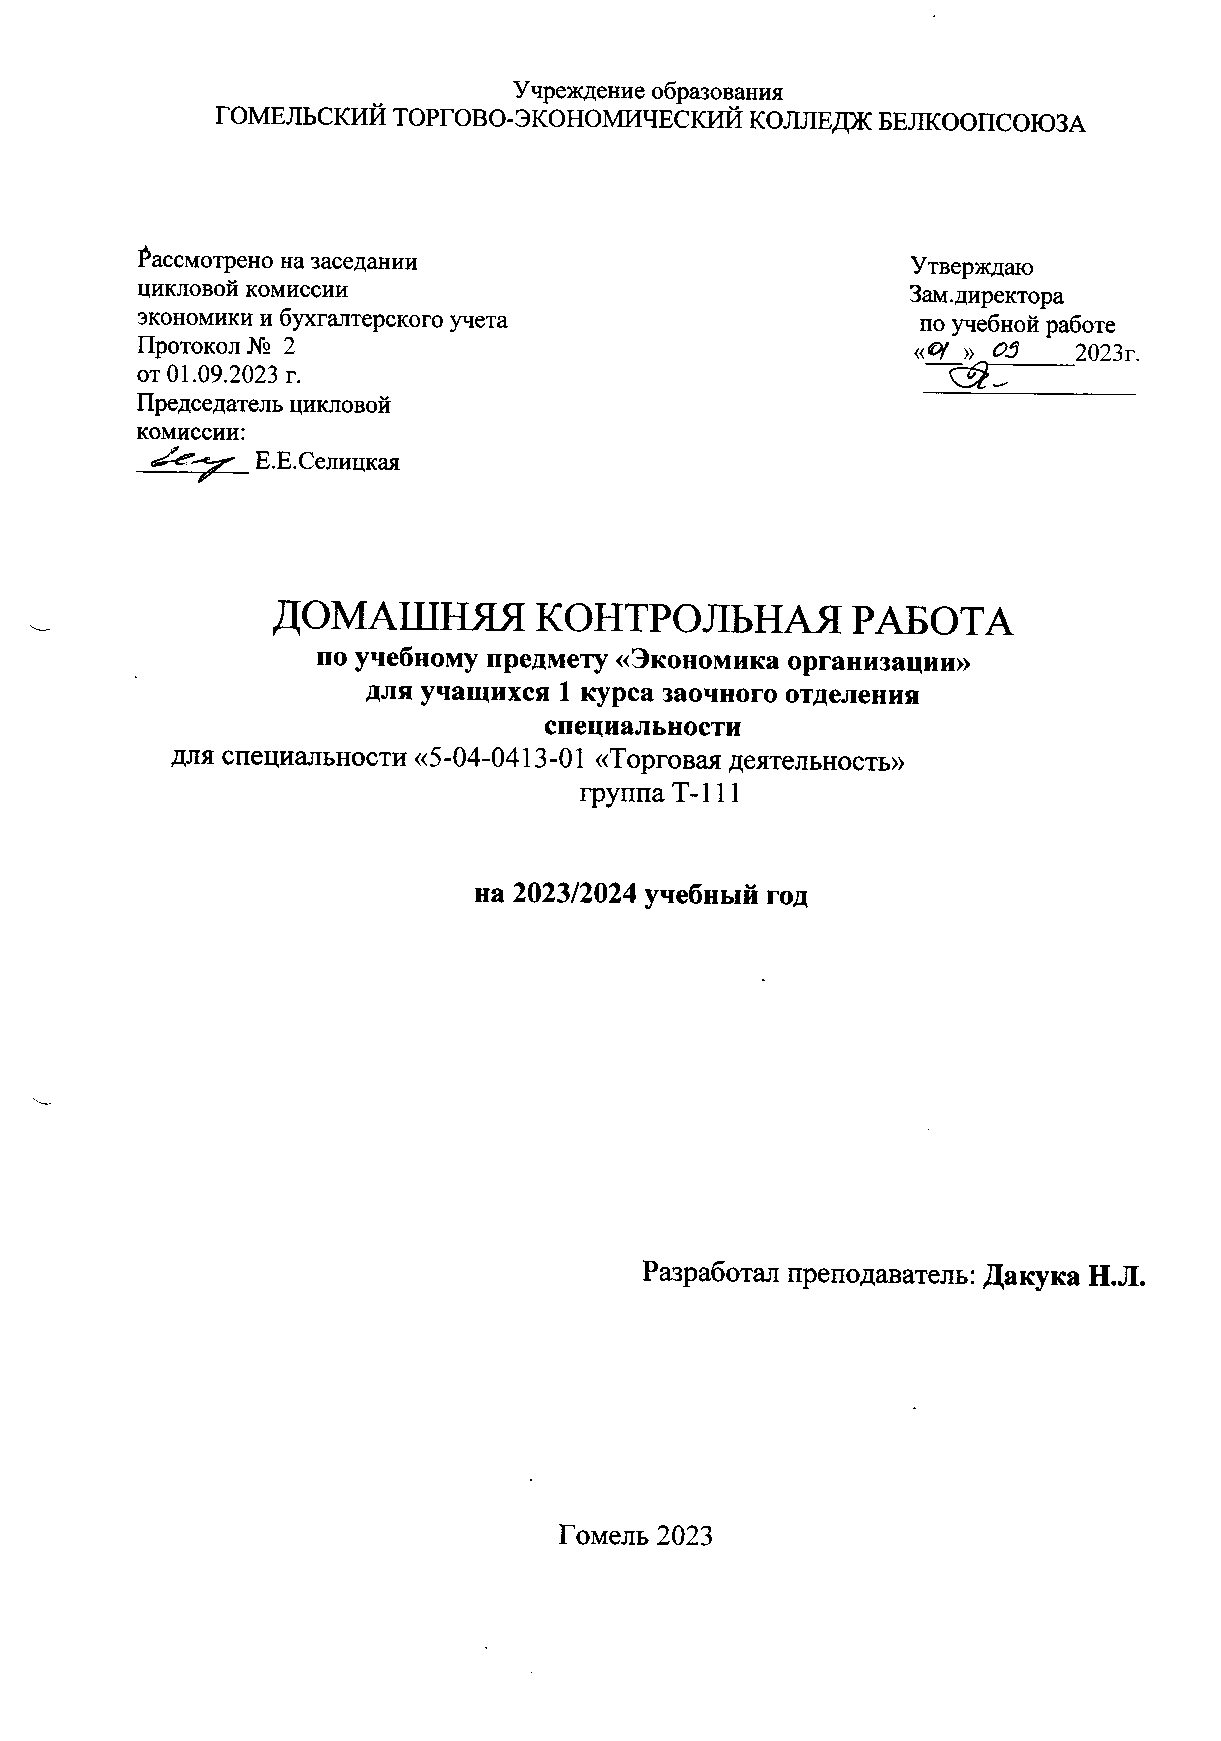 Учреждение образования
ГОМЕЛЬСКИЙ ТОРГОВО-ЭКОНОМИЧЕСКИЙ КОЛЛЕДЖ БЕЛКООПСОЮЗА
Рассмотрено на заседании
цикловой комиссии
экономики и бухгалтерского учета
Протокол № 2
от 01.09.2023 г.
Председатель цикловой
комиссии:
Е.Е.Селицкая
Утверждаю
Зам.директора
по учебной работе
«01» 09 2023г.
ДОМАШНЯЯ КОНТРОЛЬНАЯ РАБОТА
по учебному предмету «Экономика организации»
для учащихся 1 курса заочного отделения
специальности
для специальности «5-04-0413-01 «Торговая деятельность»
группа Т-111
на 2023/2024 учебный год
Разработал преподаватель: Дакука Н.Л.
Гомель 2023